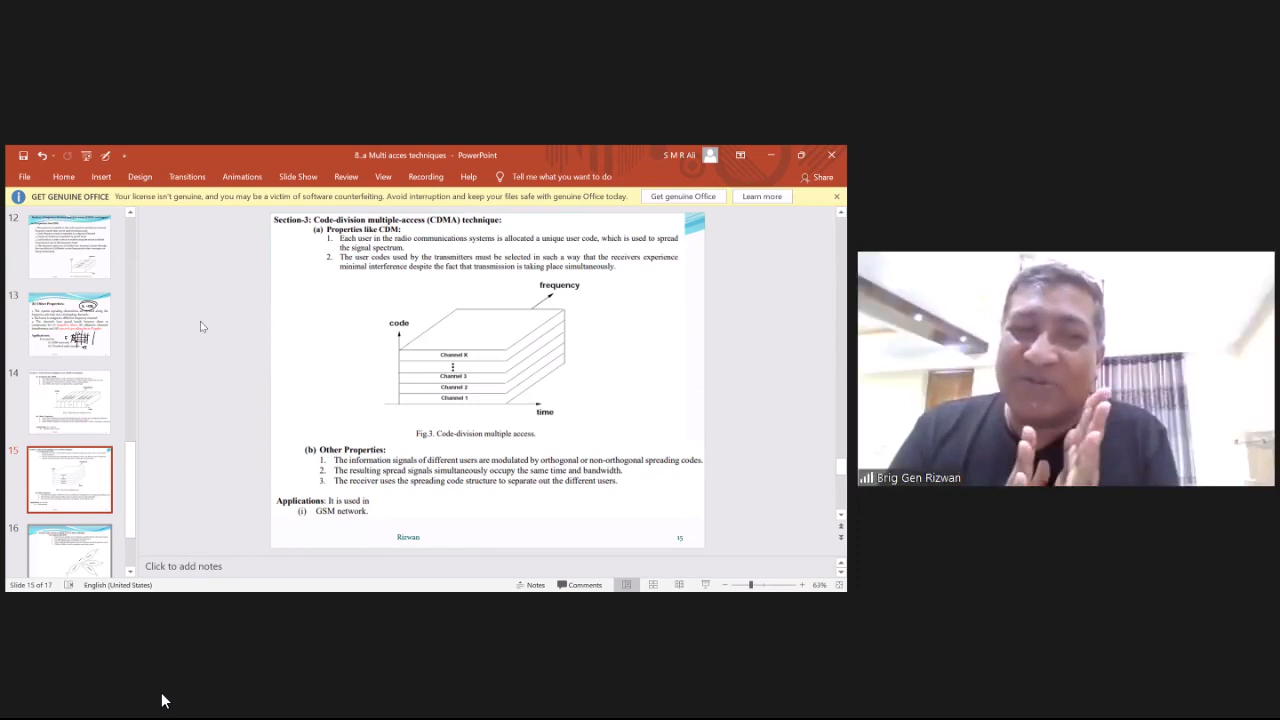 8..a Multi acces techniques - PowerPoint
S M R Ali
File Home Insert Design Transitions Animations Slide Show Review View Recording Help Tell me what you want to do Share
GET GENUINE OFFICE Your license isn't genuine, and you may be a victim of software counterfeiting. Avoid interruption and keep your files safe with genuine Office today. Get genuine Office Learn more
12
13
14
15
16
Section-3: Code-division multiple-access (CDMA) technique:
(a) Properties like CDM:
1. Each user in the radio communications systems is allocated a unique user code, which is used to spread
the signal spectrum.
2. The user codes used by the transmitters must be selected in such a way that the receivers experience
minimal interference despite the fact that transmission is taking place simultaneously.
frequency
code
Channel K
Channel 3
Channel 2
Channel 1
time
Fig.3. Code-division multiple access.
(b) Other Properties:
1. The information signals of different users are modulated by orthogonal or non-orthogonal spreading codes.
2. The resulting spread signals simultaneously occupy the same time and bandwidth.
3. The receiver uses the spreading code structure to separate out the different users.
Applications: It is used in
(i) GSM network.
Rizwan 15
Click to add notes
Slide 15 of 17 English (United States) Notes Comments 63%
Brig Gen Rizwan